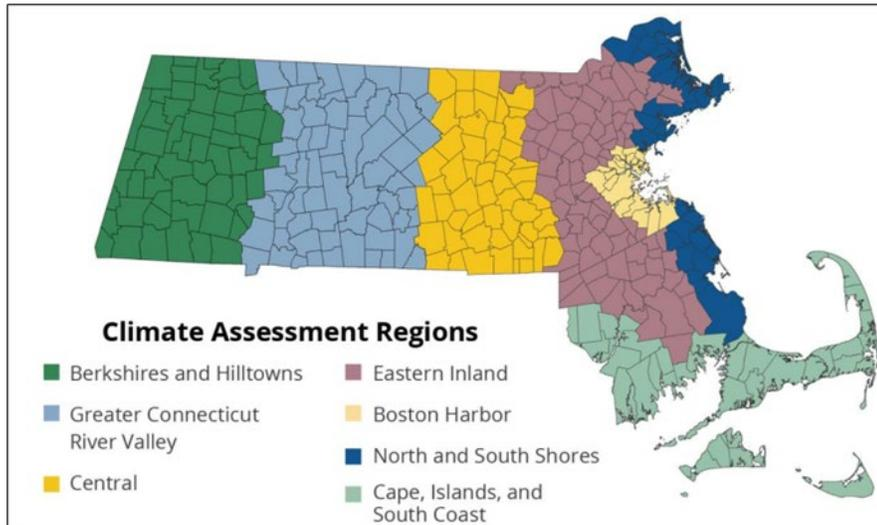 Climate Assessment Regions
Berkshires and Hilltowns
Greater Connecticut
River Valley
Central
Eastern Inland
Boston Harbor
North and South Shores
Cape, Islands, and
South Coast